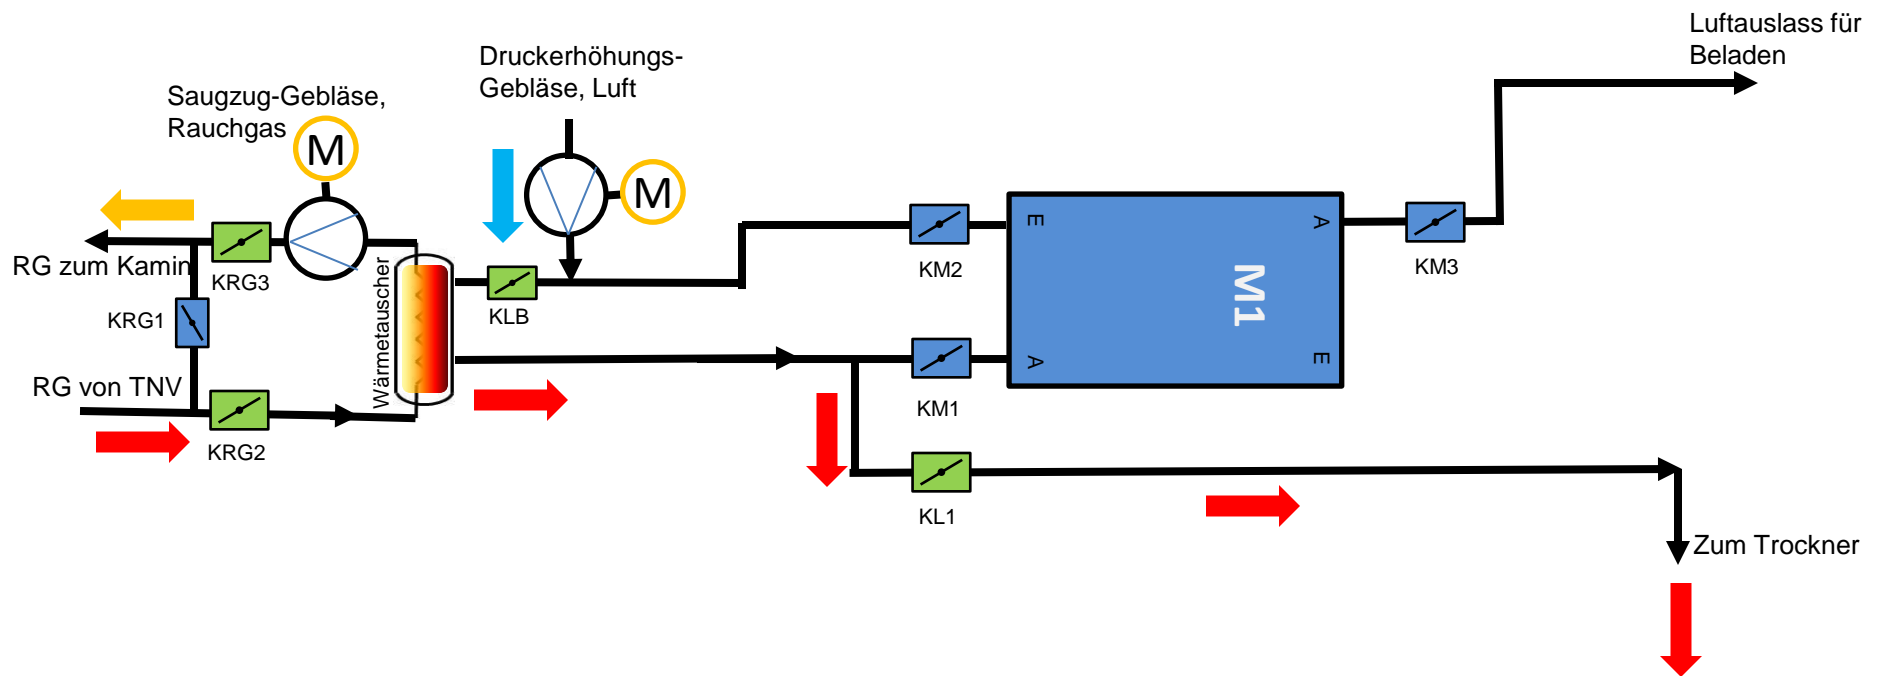 Luftauslass für
Beladen
Druckerhöhungs-
Gebläse, Luft
Saugzug-Gebläse,
Rauchgas
M
M
RG zum Kamin
KRG3
KRG1
RG von TNV
KRG2
Wärmetauscher
KLB
KM2
E
A
M1
A
E
KM3
KM1
KL1
Zum Trockner